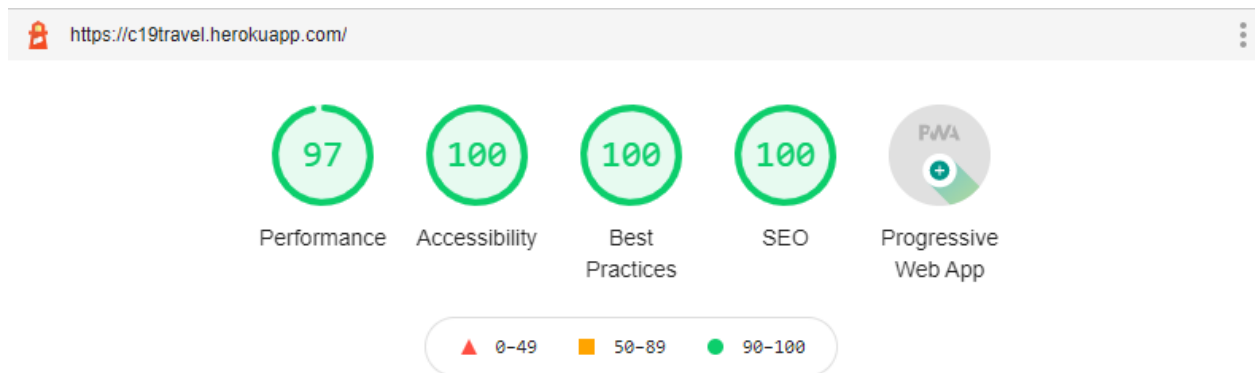 https://c19travel.herokuapp.com/
97 100 100 100 PWA
Performance Accessibility Best Practices SEO Progressive Web App
0–49 50–89 90–100